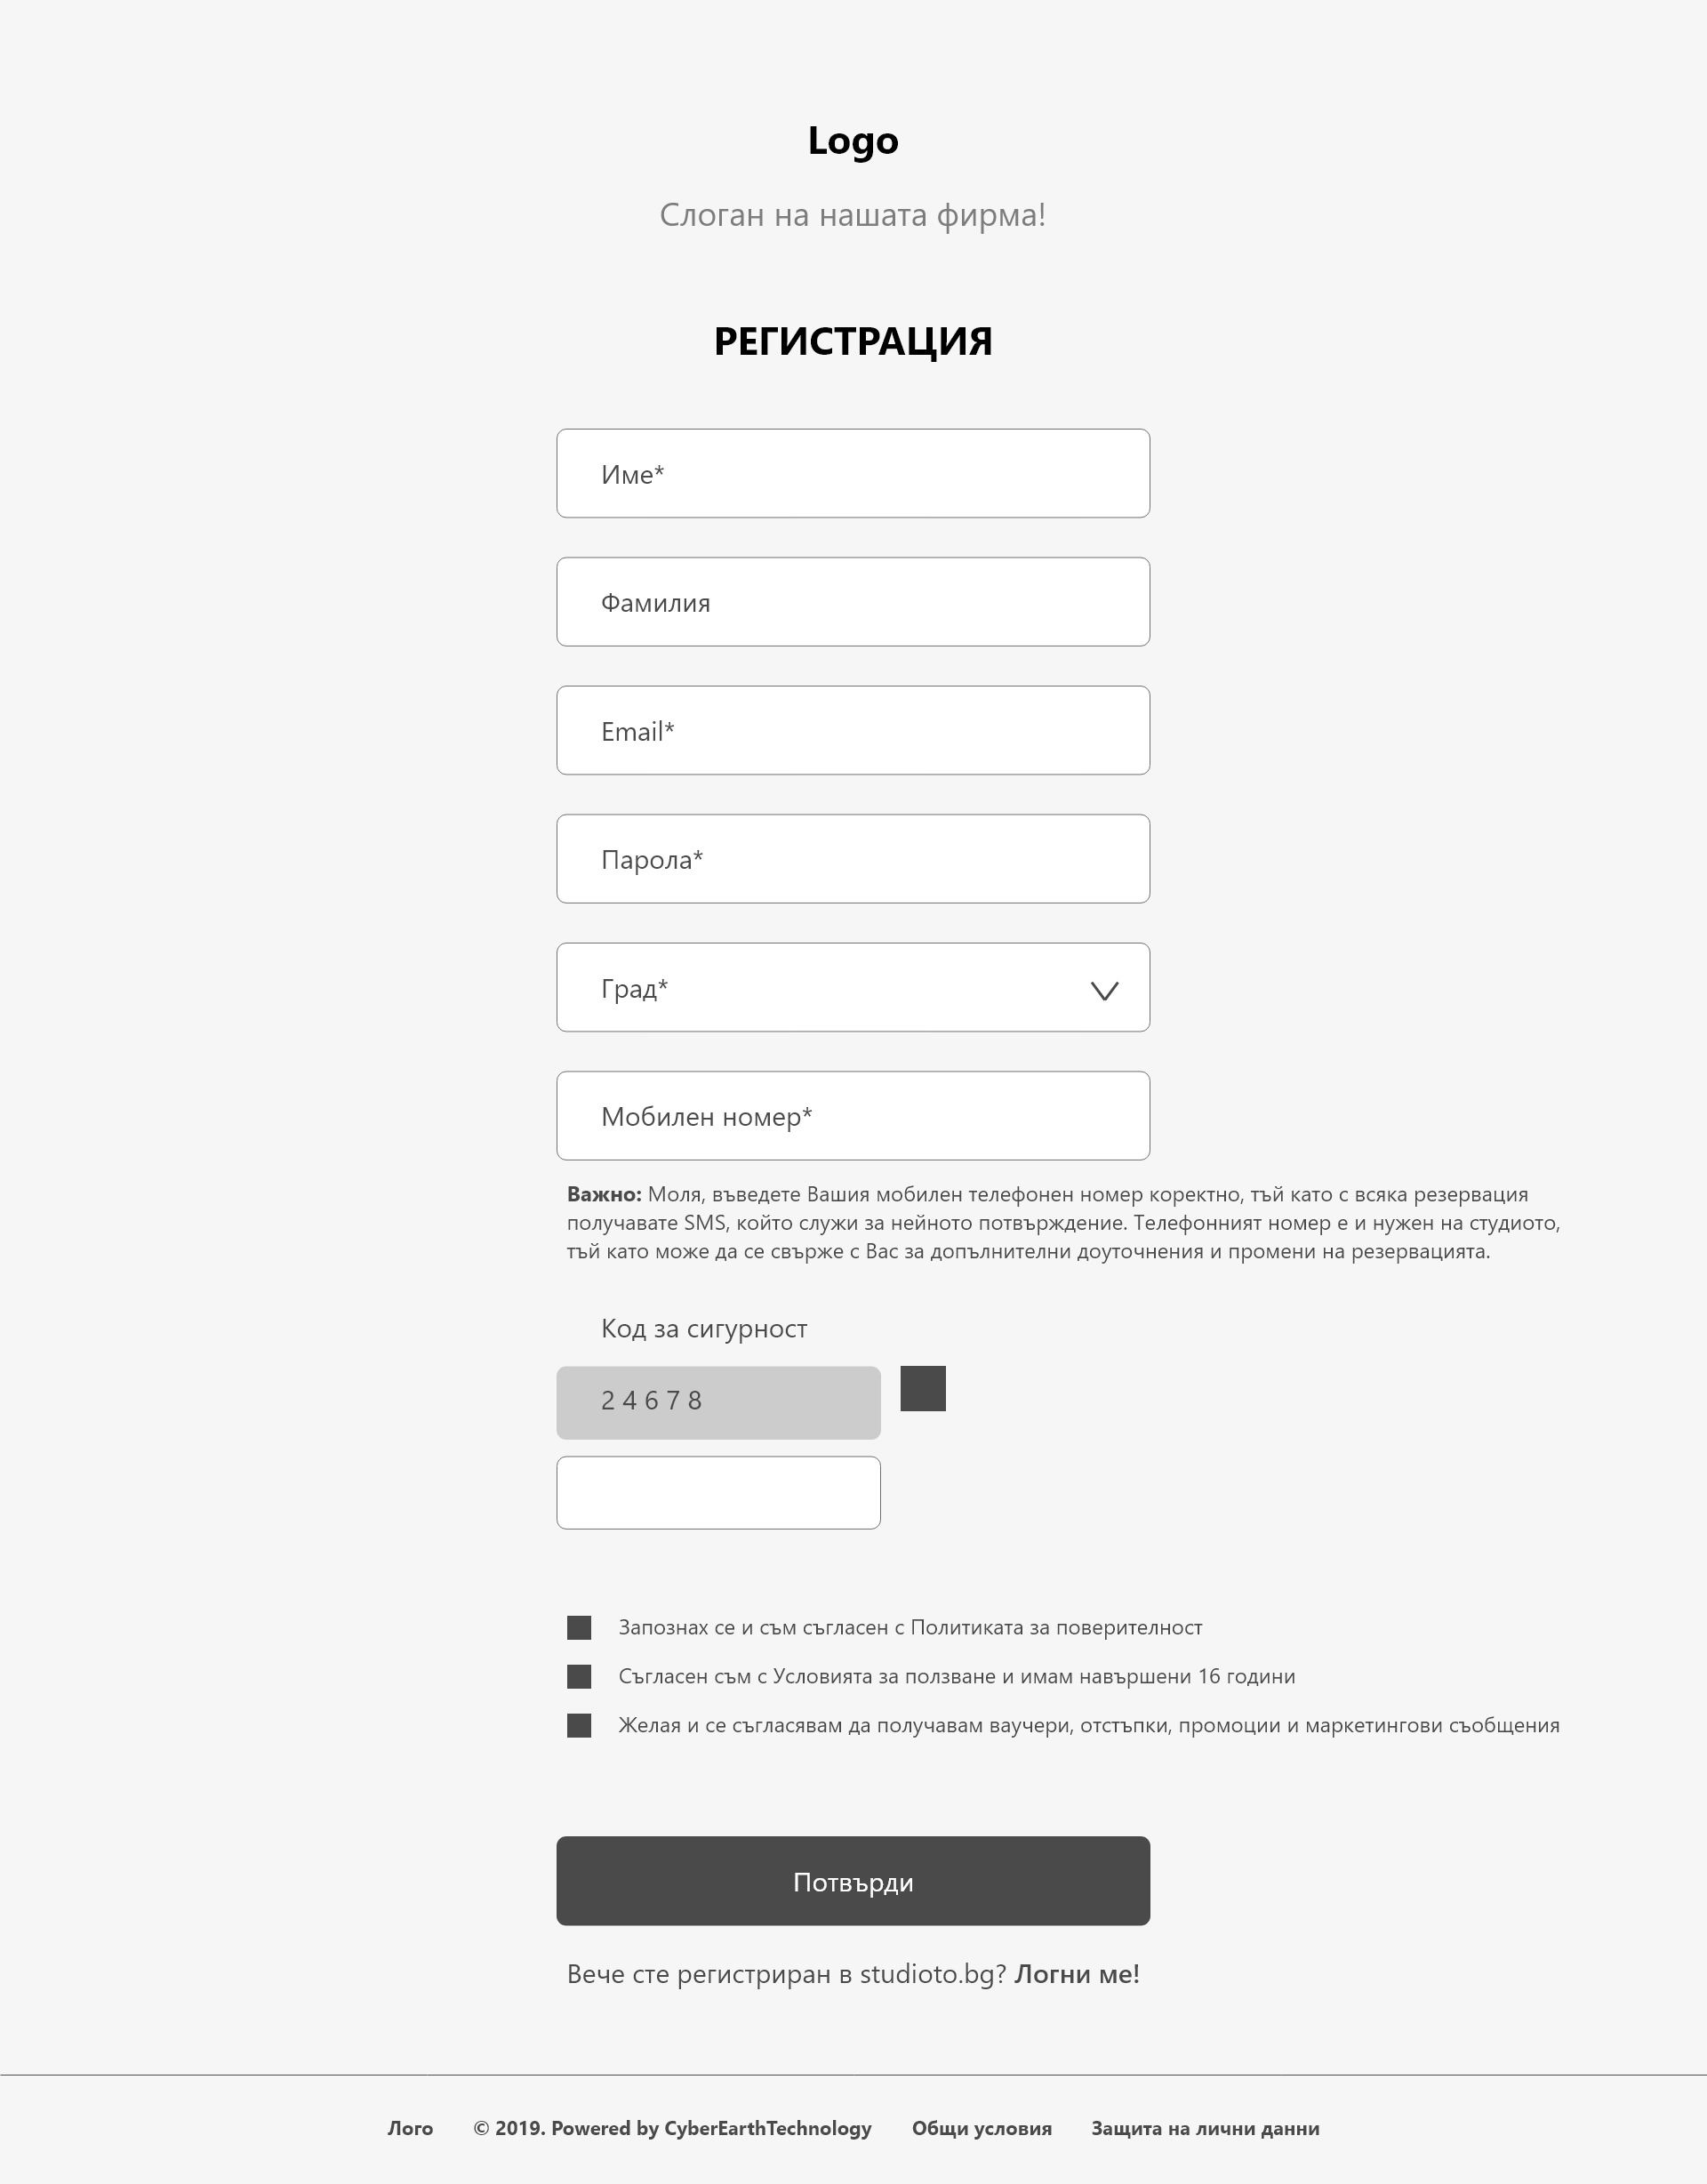 Logo
Слоган на нашата фирма!
РЕГИСТРАЦИЯ
Име*
Фамилия
Email*
Парола*
Град*
Мобилен номер*
Важно: Моля, въведете Вашия мобилен телефонен номер коректно, тъй като с всяка резервация
получавате SMS, който служи за нейното потвърждение. Телефонният номер е и нужен на студиото,
тъй като може да се свърже с Вас за допълнителни доуточнения и промени на резервацията.
Код за сигурност
2 4 6 7 8
Запознах се и съм съгласен с Политиката за поверителност
Съгласен съм с Условията за ползване и имам навършени 16 години
Желая и се съгласявам да получавам ваучери, отстъпки, промоции и маркетингови съобщения
Потвърди
Вече сте регистриран в studioto.bg? Логни ме!
Лого © 2019. Powered by CyberEarthTechnology Общи условия Защита на лични данни